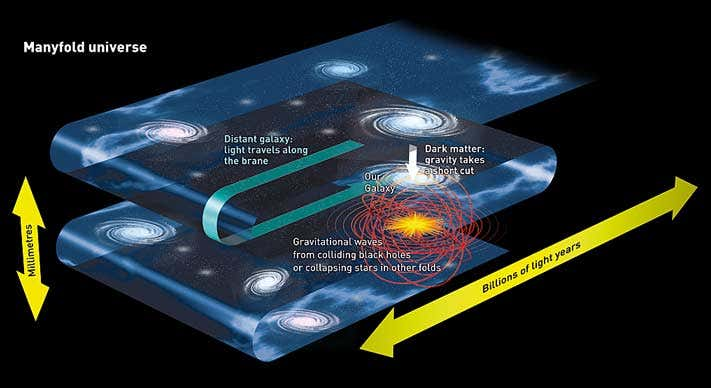 Manyfold universe
Distant galaxy:
light travels along
the brane
Dark matter:
gravity takes
a short cut
Our
Galaxy
Gravitational waves
from colliding black holes
or collapsing stars in other folds
Millimetres
Billions of light years